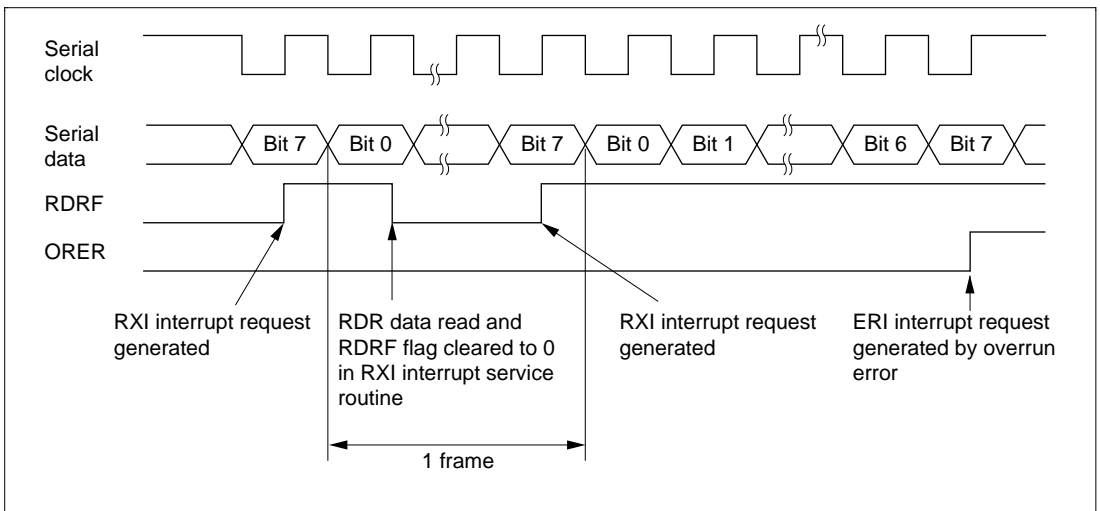 Serial
clock
Serial
data
Bit 7 Bit 0 Bit 7 Bit 0 Bit 1 Bit 6 Bit 7
RDRF
ORER
RXI interrupt request
generated
RDR data read and
RDRF flag cleared to 0
in RXI interrupt service
routine
RXI interrupt request
generated
ERI interrupt request
generated by overrun
error
1 frame